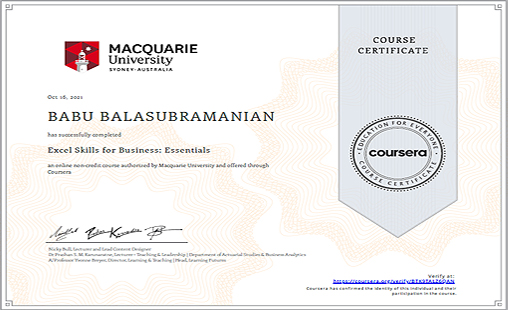 MACQUARIE
University
SYDNEY-AUSTRALIA
COURSE
CERTIFICATE
Oct 16, 2021
BABU BALASUBRAMANIAN
has successfully completed
Excel Skills for Business: Essentials
an online non-credit course authorized by Macquarie University and offered through
Coursera
EDUCATION FOR EVERYONE
coursera
COURSE CERTIFICATE
Nicky Bull, Lecturer and Lead Content Designer
Dr Prashan S. M. Karunaratne, Lecturer – Teaching & Leadership | Department of Actuarial Studies & Business Analytics
A/Professor Yvonne Breyer, Director, Learning & Teaching | Head, Learning Futures
Verify at:
https://coursera.org/verify/
Coursera has confirmed the identity of this individual and their
participation in the course.